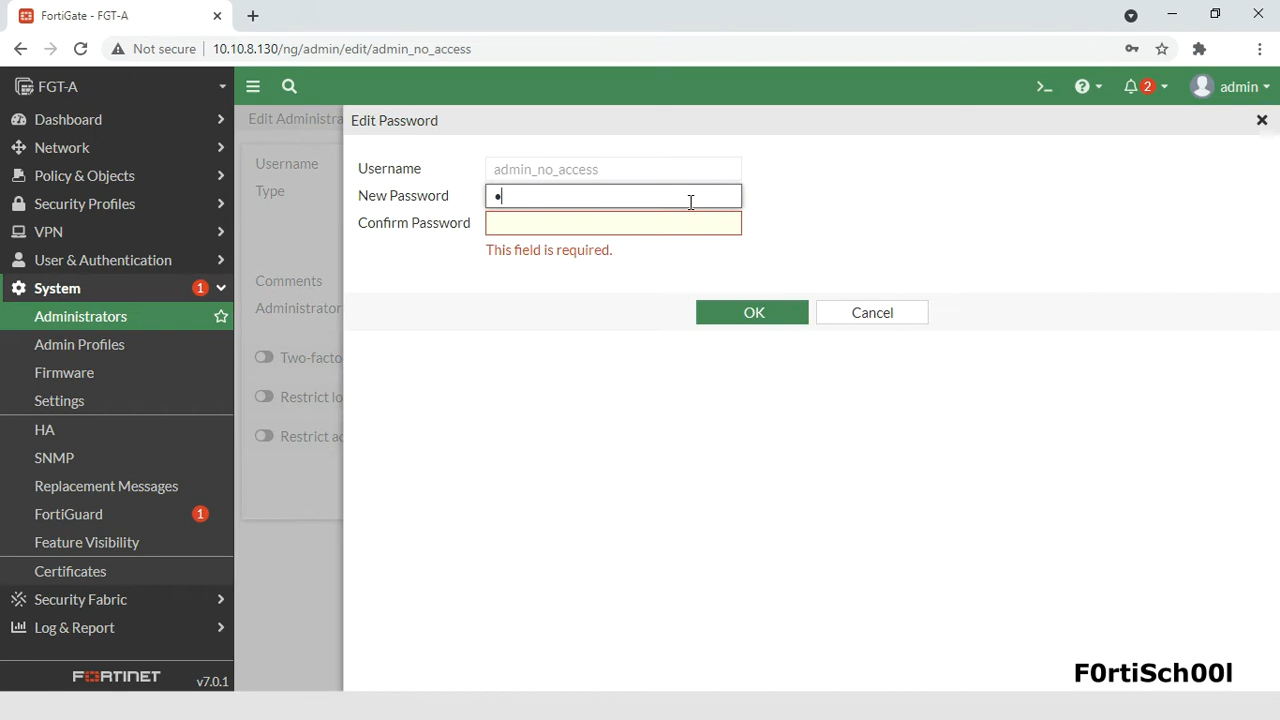 FortiGate - FGT-A
Not secure
10.10.8.130/ng/admin/edit/admin_no_access
FGT-A
2
admin
Dashboard
Network
Policy & Objects
Security Profiles
VPN
User & Authentication
System
1
Administrators
Admin Profiles
Firmware
Settings
HA
SNMP
Replacement Messages
FortiGuard
1
Feature Visibility
Certificates
Security Fabric
Log & Report
FORTINET
v7.0.1
Edit Administra
Username
Type
Comments
Administrator
Two-facto
Restrict lo
Restrict ad
Edit Password
Username
admin_no_access
New Password
•
Confirm Password
This field is required.
OK
Cancel
F0rtiSch00l